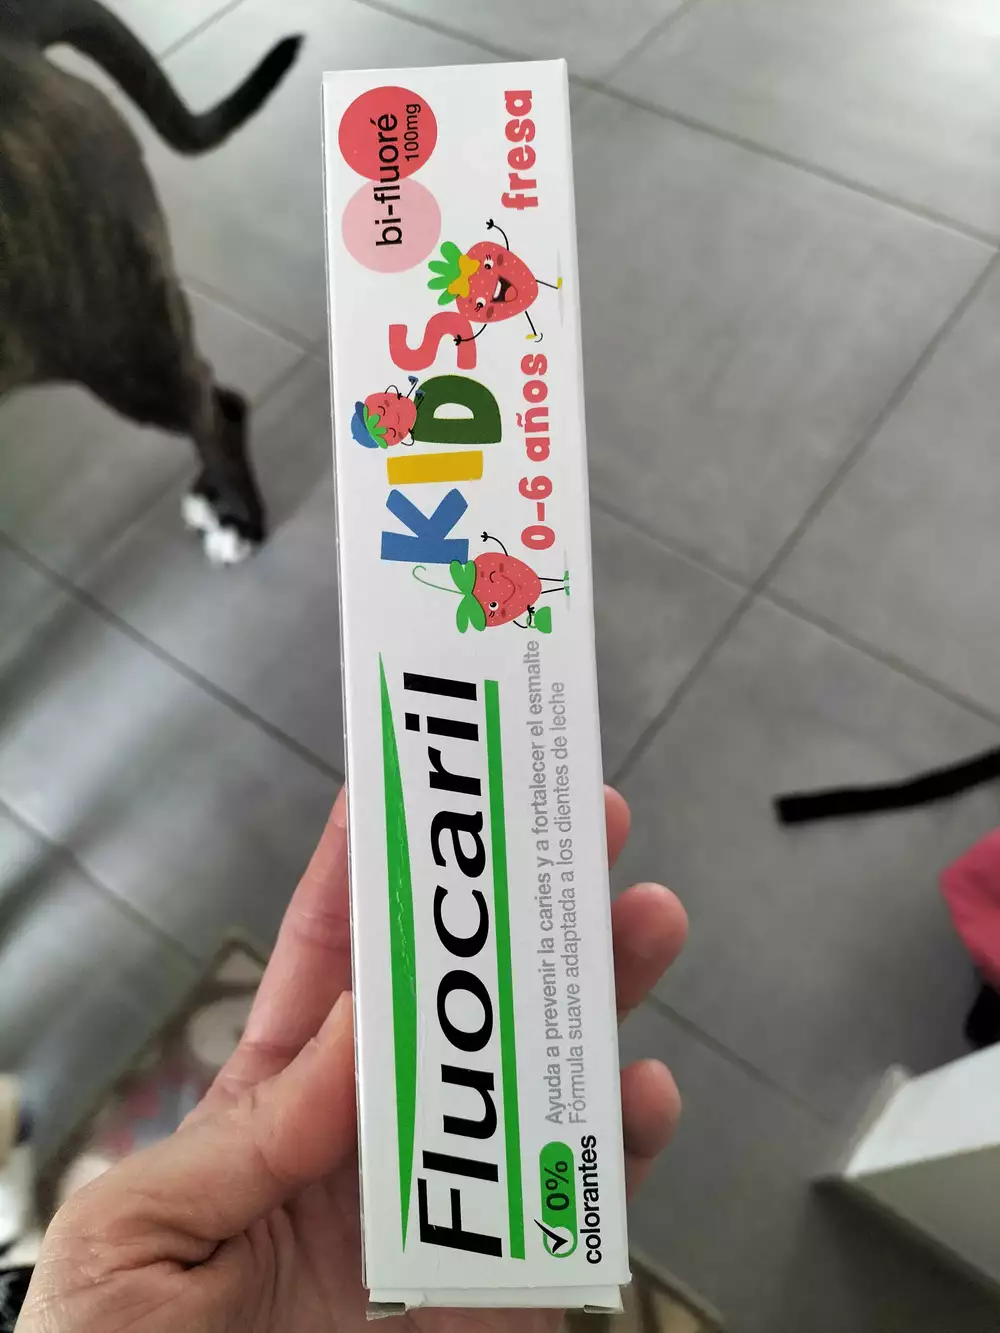 Fluocaril
KIDS
bi-fluoré
100mg
0-6 años
fresa
0%
colorantes
Ayuda a prevenir la caries y a fortalecer el esmalte
Fórmula suave adaptada a los dientes de leche